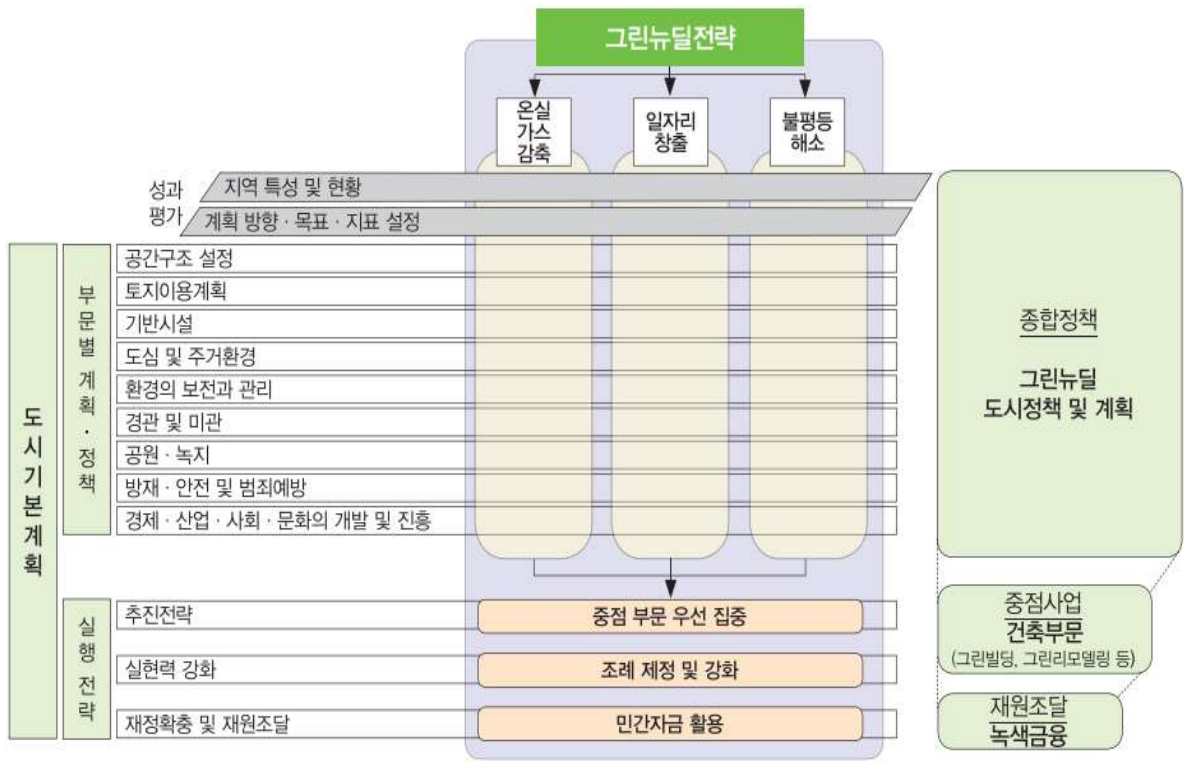 그린뉴딜전략
온실
가스
감축
일자리
창출
불평등
해소
성과
평가
지역 특성 및 현황
계획 방향 · 목표 · 지표 설정
도시기본계획
부문별 계획 · 정책
공간구조 설정
토지이용계획
기반시설
도심 및 주거환경
환경의 보전과 관리
경관 및 미관
공원 · 녹지
방재 · 안전 및 범죄예방
경제 · 산업 · 사회 · 문화의 개발 및 진흥
실행 전략
추진전략
중점 부문 우선 집중
실현력 강화
조례 제정 및 강화
재정확충 및 재원조달
민간자금 활용
종합정책
그린뉴딜
도시정책 및 계획
중점사업
건축부문
(그린빌딩, 그린리모델링 등)
재원조달
녹색금융